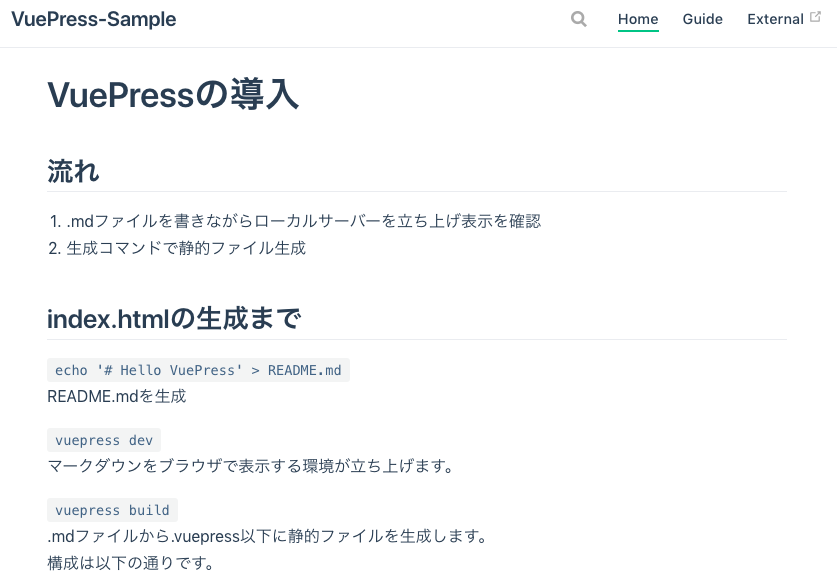 VuePress-Sample
Home Guide External
VuePressの導入
流れ
1. .mdファイルを書きながらローカルサーバーを立ち上げ表示を確認
2. 生成コマンドで静的ファイル生成
index.htmlの生成まで
echo '# Hello VuePress' > README.md
README.mdを生成
vuepress dev
マークダウンをブラウザで表示する環境が立ち上げます。
vuepress build
.mdファイルから.vuepress以下に静的ファイルを生成します。
構成は以下の通りです。